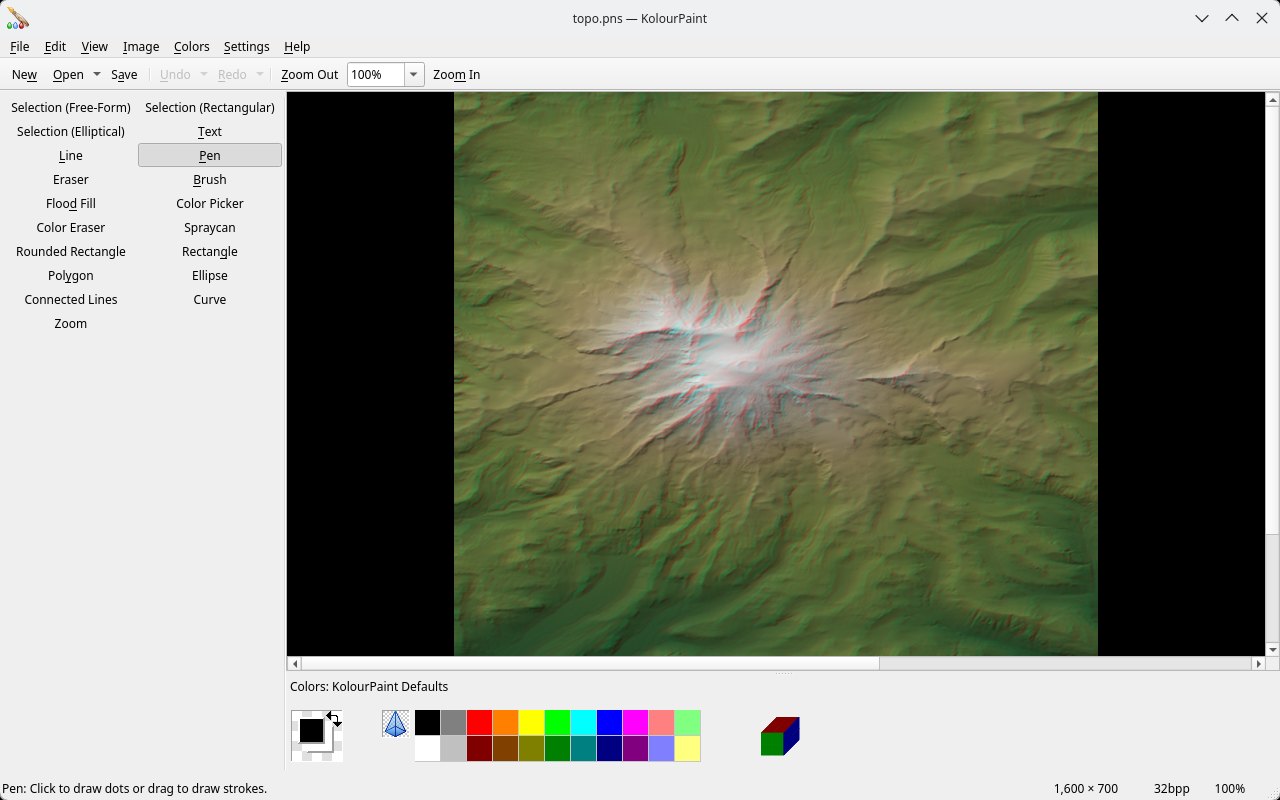 topo.pns — KolourPaint
File Edit View Image Colors Settings Help
New Open Save Undo Redo Zoom Out 100% Zoom In
Selection (Free-Form) Selection (Rectangular)
Selection (Elliptical) Text
Line Pen
Eraser Brush
Flood Fill Color Picker
Color Eraser Spraycan
Rounded Rectangle Rectangle
Polygon Ellipse
Connected Lines Curve
Zoom
Colors: KolourPaint Defaults
Pen: Click to draw dots or drag to draw strokes. 1,600 × 700 32bpp 100%